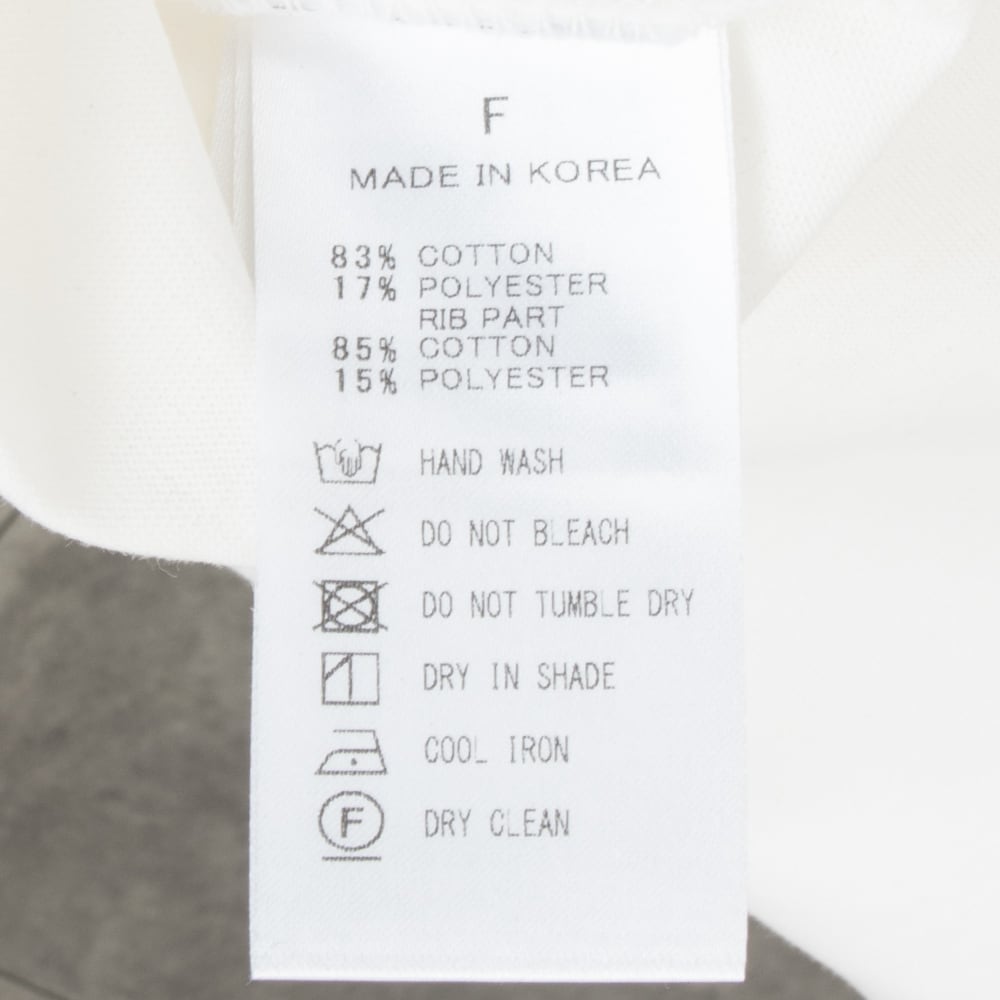 F
MADE IN KOREA
83% COTTON
17% POLYESTER
RIB PART
85% COTTON
15% POLYESTER
HAND WASH
DO NOT BLEACH
DO NOT TUMBLE DRY
DRY IN SHADE
COOL IRON
F DRY CLEAN